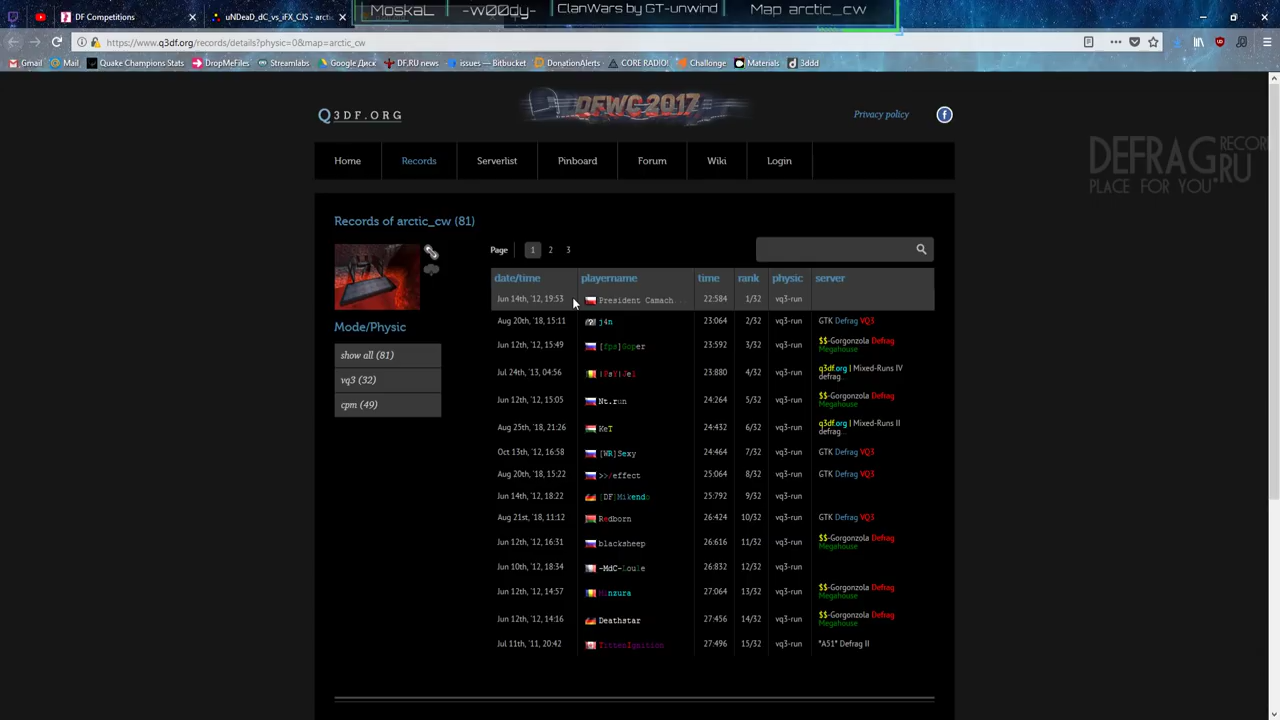 MoskaL -w00dy- ClanWars by GT-unwind Map arctic_cw
DF Competitions uNDeaD_dC_vs_iFX_CJS - arctic
https://www.q3df.org/records/details?physic=0&map=arctic_cw
Gmail Mail Quake Champions Stats DropMeFiles Streamlabs Google Диск DF.RU news issues — Bitbucket DonationAlerts CORE RADIO! Challonge Materials 3ddd
Q3DF.ORG DFWC 2017 Privacy policy
Home Records Serverlist Pinboard Forum Wiki Login
DEFRAG RECOR
PLACE FOR YOU .RU
Records of arctic_cw (81)
Page 1 2 3
date/time playername time rank physic server
Jun 14th, '12, 19:53 President Camach... 22:584 1/32 vq3-run
Aug 20th, '18, 15:11 j4n 23:064 2/32 vq3-run GTK Defrag VQ3
Jun 12th, '12, 15:49 [fps]Goper 23:592 3/32 vq3-run $$-Gorgonzola Defrag
Megahouse
Jul 24th, '13, 04:56 |PsY|Jel 23:880 4/32 vq3-run q3df.org | Mixed-Runs IV
defrag...
Jun 12th, '12, 15:05 Nt.run 24:264 5/32 vq3-run $$-Gorgonzola Defrag
Megahouse
Aug 25th, '18, 21:26 KeT 24:432 6/32 vq3-run q3df.org | Mixed-Runs II
defrag...
Oct 13th, '12, 16:58 [WR]Sexy 24:464 7/32 vq3-run GTK Defrag VQ3
Aug 20th, '18, 15:22 >>/effect 25:064 8/32 vq3-run GTK Defrag VQ3
Jun 14th, '12, 18:22 [DF]Mikendo 25:792 9/32 vq3-run
Aug 21st, '18, 11:12 Redborn 26:424 10/32 vq3-run GTK Defrag VQ3
Jun 12th, '12, 16:31 blacksheep 26:616 11/32 vq3-run $$-Gorgonzola Defrag
Megahouse
Jun 10th, '12, 18:34 -MdC-Louie 26:832 12/32 vq3-run
Jun 12th, '12, 14:57 Minzura 27:064 13/32 vq3-run $$-Gorgonzola Defrag
Megahouse
Jun 12th, '12, 14:16 Deathstar 27:456 14/32 vq3-run $$-Gorgonzola Defrag
Megahouse
Jul 11th, '11, 20:42 TittenIgnition 27:496 15/32 vq3-run "A51" Defrag II
Mode/Physic
show all (81)
vq3 (32)
cpm (49)